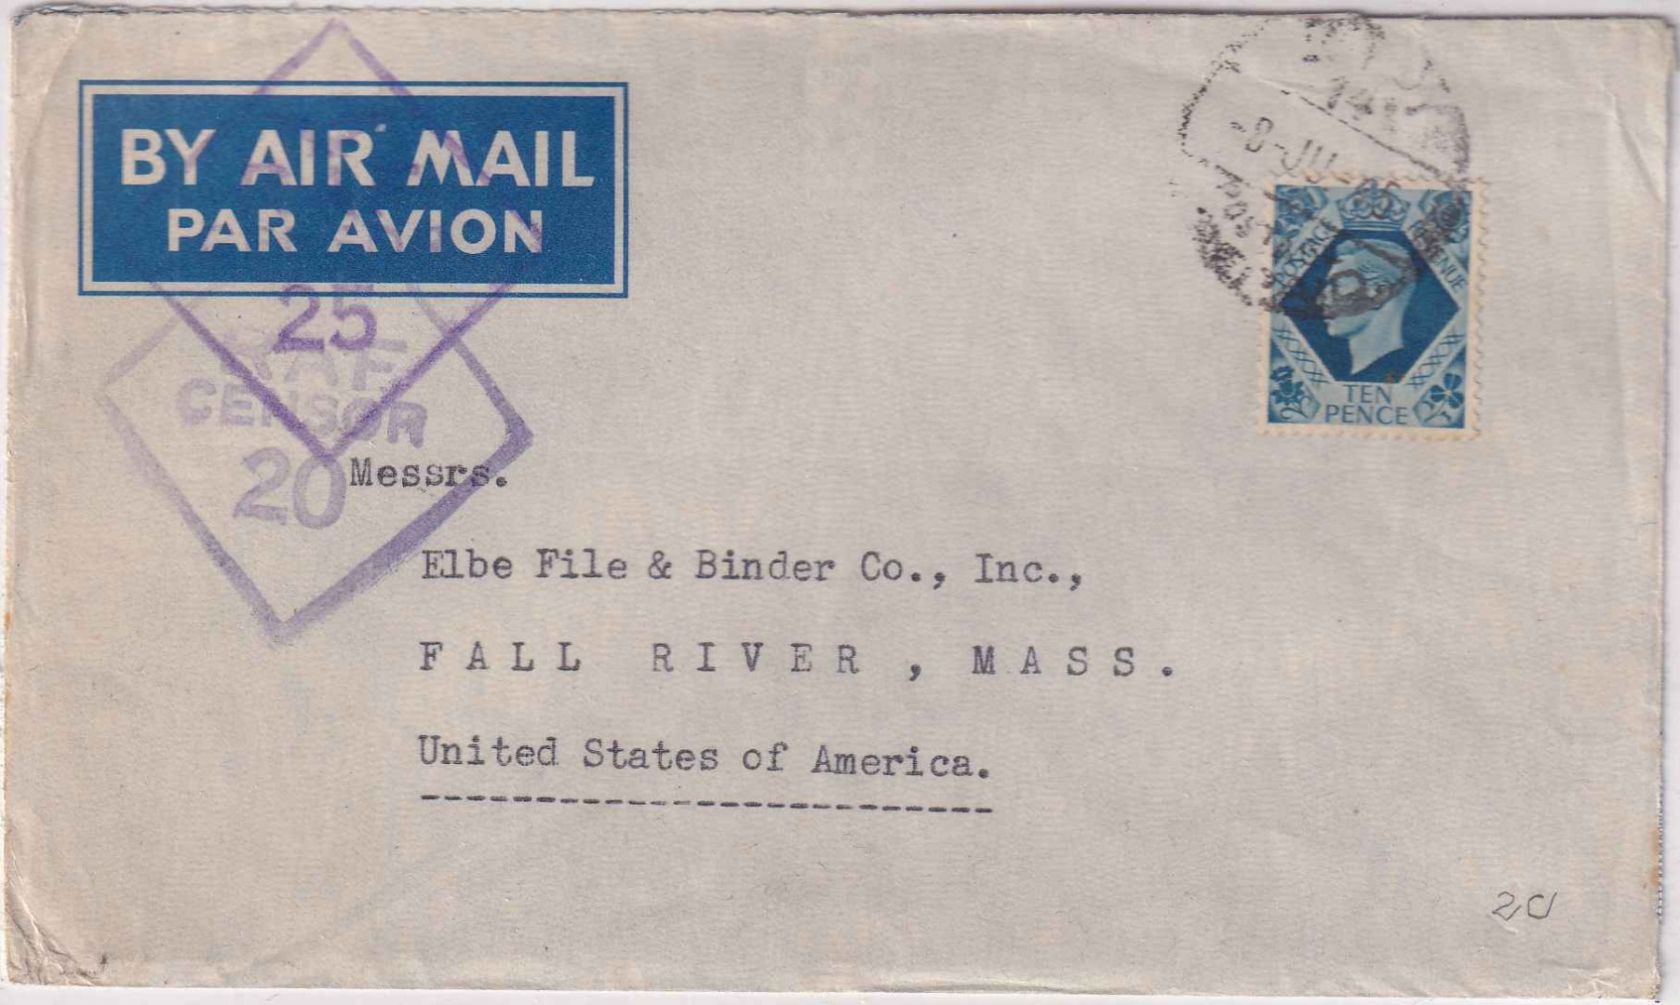 BY AIR MAIL
PAR AVION
25
RAF
CENSOR
20
POSTAGE
REVENUE
TEN
PENCE
Messrs.
Elbe File & Binder Co., Inc.,
FALL RIVER, MASS.
United States of America.